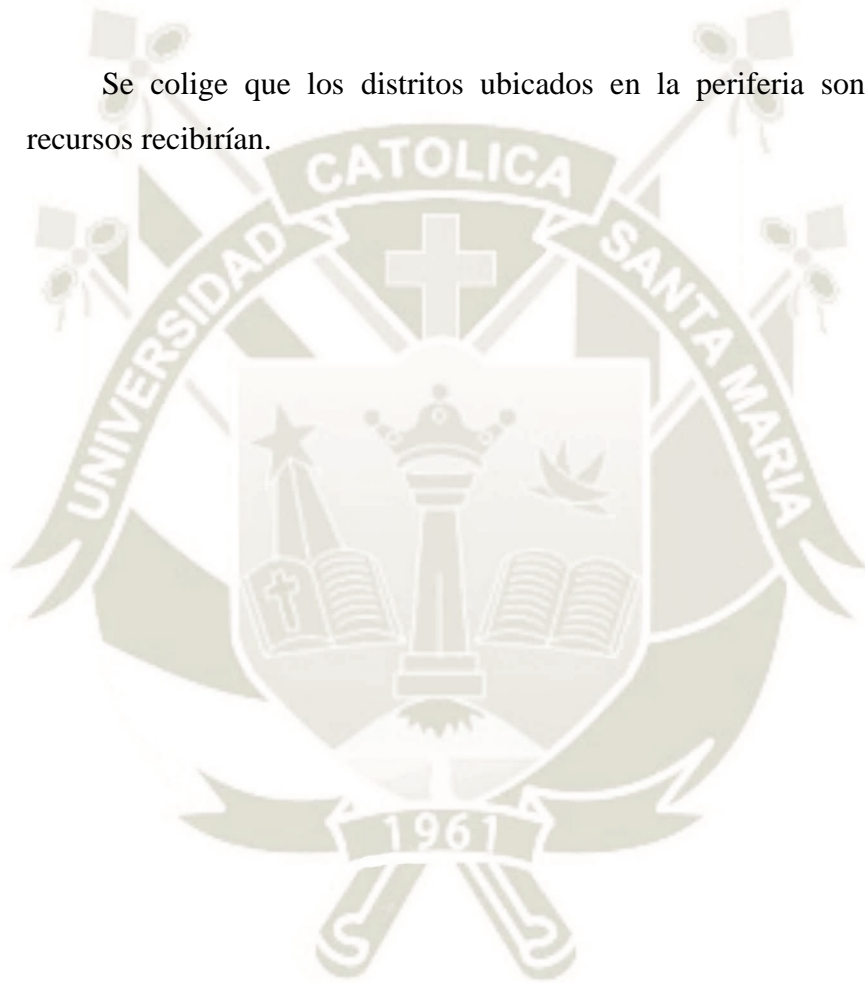 Se colige que los distritos ubicados en la periferia son
recursos recibirían.
CATOLICA
UNIVERSIDAD
SANTA MARIA
1961